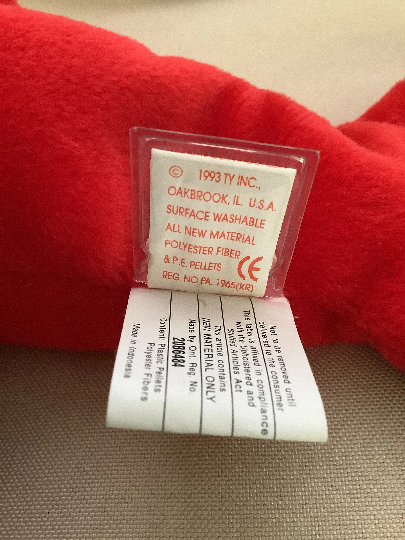 © 1993 TY INC.,
OAKBROOK, IL. U.S.A.
SURFACE WASHABLE
ALL NEW MATERIAL
POLYESTER FIBER
& P.E. PELLETS CE
REG. NO PA. 1965(KR)
Not to be removed until
delivered to the consumer
This label is affixed in compliance
with the Upholstered and
Stuffed Articles Act
This article contains
NEW MATERIAL ONLY
Made by Ont. Reg. No.
20B6484
Content: Plastic Pellets
Polyester Fibers
Made in Indonesia